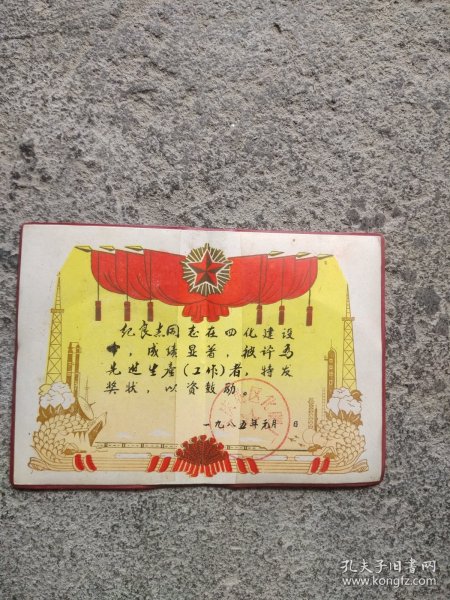 纪良志同志在四化建设
中，成绩显著，被评为
先进生产（工作）者，特发
奖状，以资鼓励。
一九八五年元月 日
孔夫子旧书网
www.kongfz.com